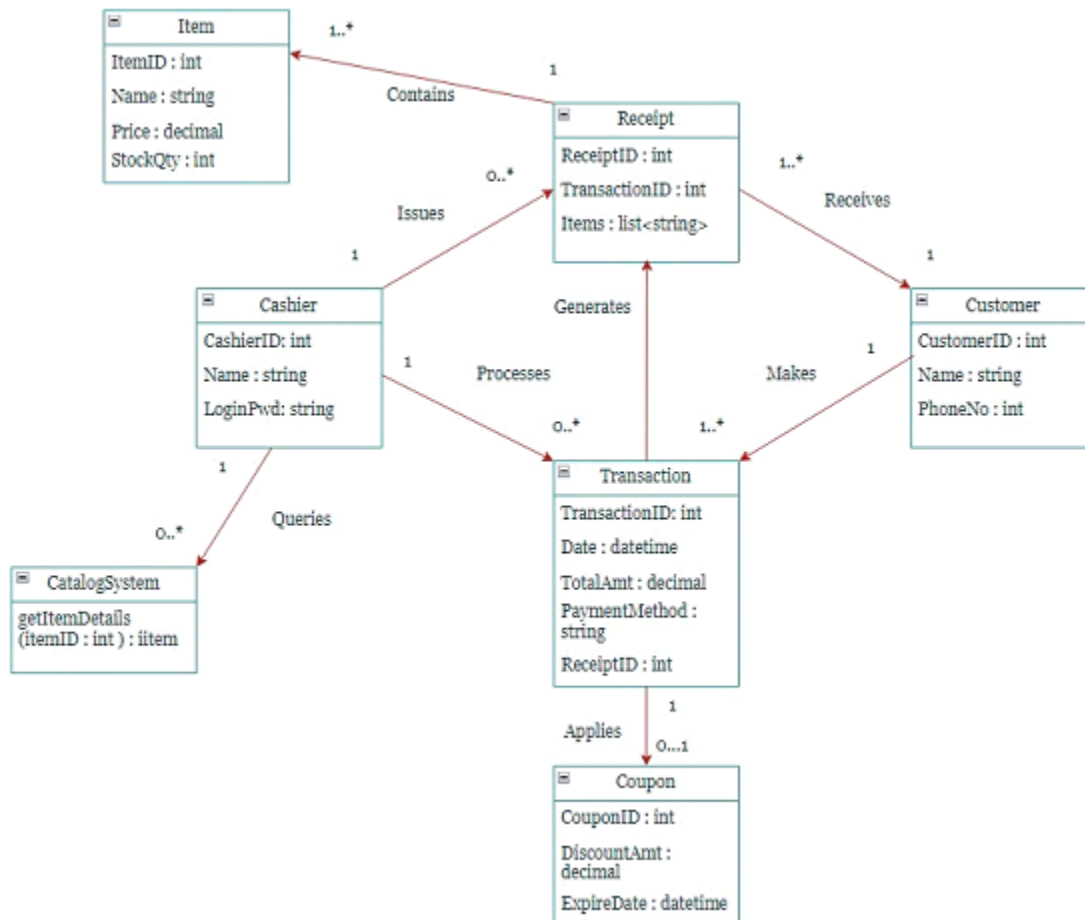 Item
ItemID : int
Name : string
Price : decimal
StockQty : int
1..*
Contains
1
Receipt
ReceiptID : int
TransactionID : int
Items : list<string>
0..*
Issues
1
1..*
Receives
1
Cashier
CashierID: int
Name : string
LoginPwd: string
Generates
Customer
CustomerID : int
Name : string
PhoneNo : int
1
Processes
0..*
1
Makes
1..*
1
Queries
0..*
CatalogSystem
getItemDetails
(itemID : int ) : iitem
Transaction
TransactionID: int
Date : datetime
TotalAmt : decimal
PaymentMethod :
string
ReceiptID : int
1
Applies
0...1
Coupon
CouponID : int
DiscountAmt :
decimal
ExpireDate : datetime